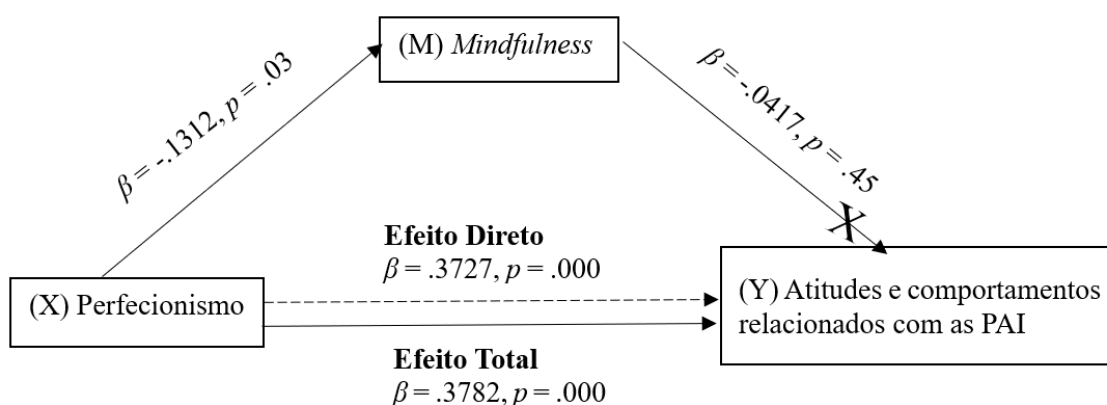 (M) Mindfulness
β = -.1312, p = .03
β = -.0417, p = .45
X
Efeito Direto
β = .3727, p = .000
(X) Perfecionismo
(Y) Atitudes e comportamentos
relacionados com as PAI
Efeito Total
β = .3782, p = .000